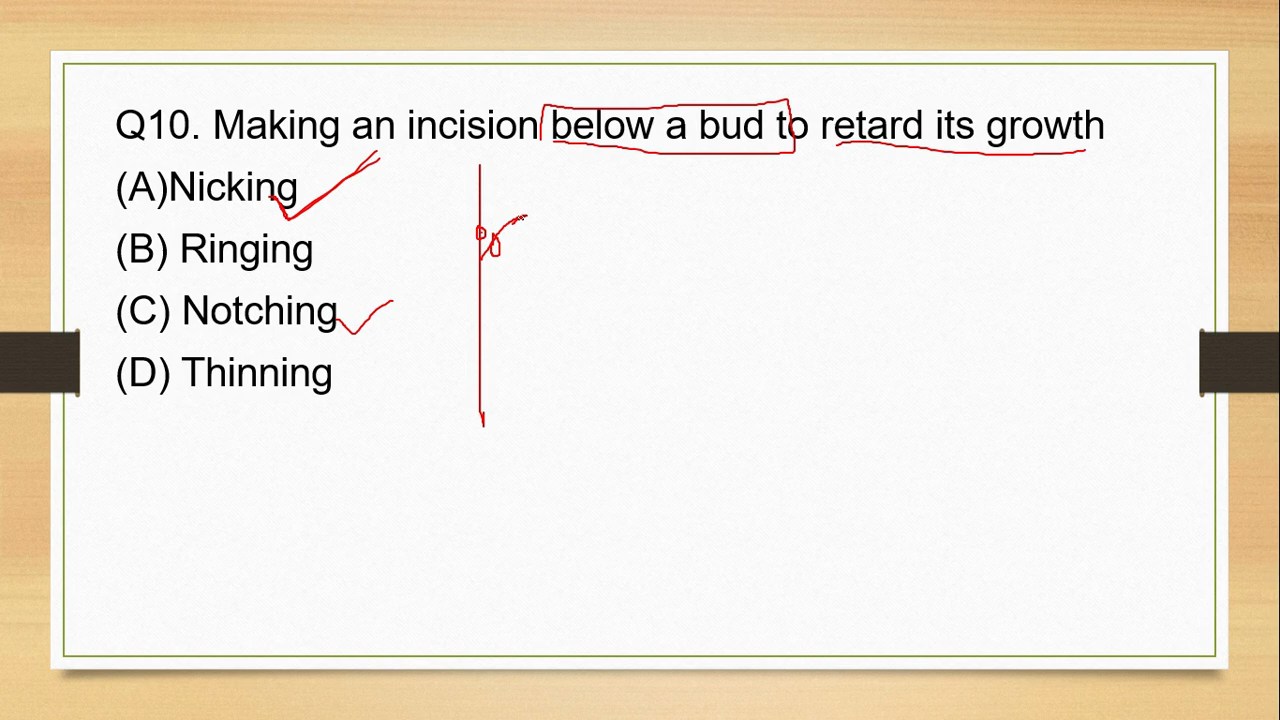 Q10. Making an incision below a bud to retard its growth
(A)Nicking
(B) Ringing
(C) Notching
(D) Thinning